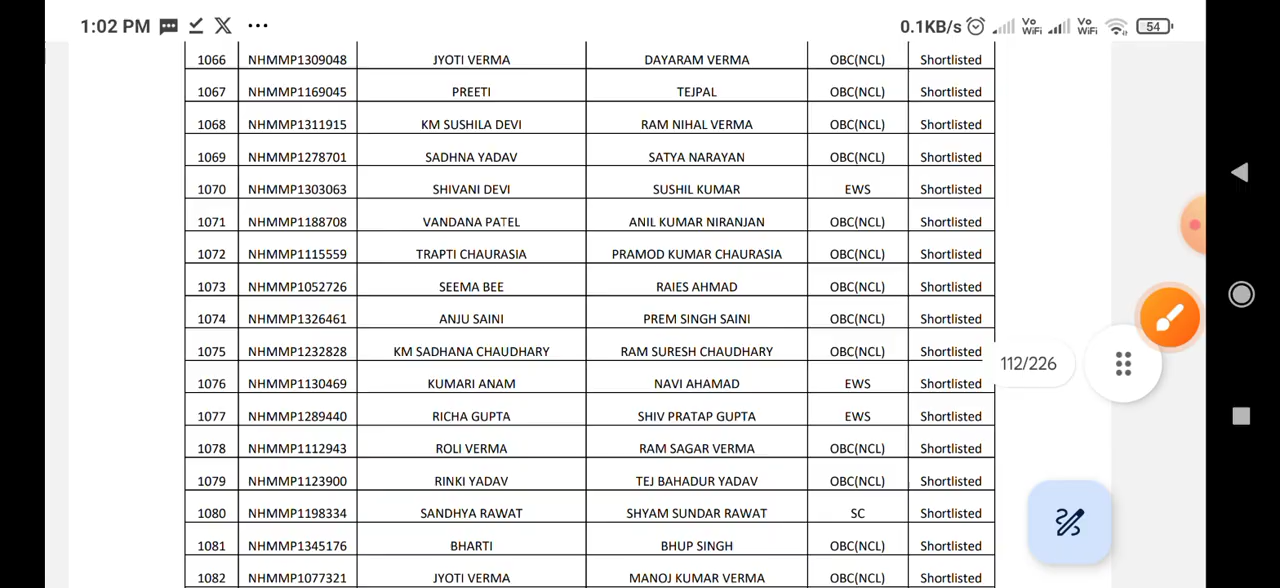 1:02 PM X ... 0.1KB/s Vo WiFi Vo WiFi 54
1066 NHMMP1309048 JYOTI VERMA DAYARAM VERMA OBC(NCL) Shortlisted
1067 NHMMP1169045 PREETI TEJPAL OBC(NCL) Shortlisted
1068 NHMMP1311915 KM SUSHILA DEVI RAM NIHAL VERMA OBC(NCL) Shortlisted
1069 NHMMP1278701 SADHNA YADAV SATYA NARAYAN OBC(NCL) Shortlisted
1070 NHMMP1303063 SHIVANI DEVI SUSHIL KUMAR EWS Shortlisted
1071 NHMMP1188708 VANDANA PATEL ANIL KUMAR NIRANJAN OBC(NCL) Shortlisted
1072 NHMMP1115559 TRAPTI CHAURASIA PRAMOD KUMAR CHAURASIA OBC(NCL) Shortlisted
1073 NHMMP1052726 SEEMA BEE RAIES AHMAD OBC(NCL) Shortlisted
1074 NHMMP1326461 ANJU SAINI PREM SINGH SAINI OBC(NCL) Shortlisted
1075 NHMMP1232828 KM SADHANA CHAUDHARY RAM SURESH CHAUDHARY OBC(NCL) Shortlisted
112/226
1076 NHMMP1130469 KUMARI ANAM NAVI AHAMAD EWS Shortlisted
1077 NHMMP1289440 RICHA GUPTA SHIV PRATAP GUPTA EWS Shortlisted
1078 NHMMP1112943 ROLI VERMA RAM SAGAR VERMA OBC(NCL) Shortlisted
1079 NHMMP1123900 RINKI YADAV TEJ BAHADUR YADAV OBC(NCL) Shortlisted
1080 NHMMP1198334 SANDHYA RAWAT SHYAM SUNDAR RAWAT SC Shortlisted
1081 NHMMP1345176 BHARTI BHUP SINGH OBC(NCL) Shortlisted
1082 NHMMP1077321 JYOTI VERMA MANOJ KUMAR VERMA OBC(NCL) Shortlisted